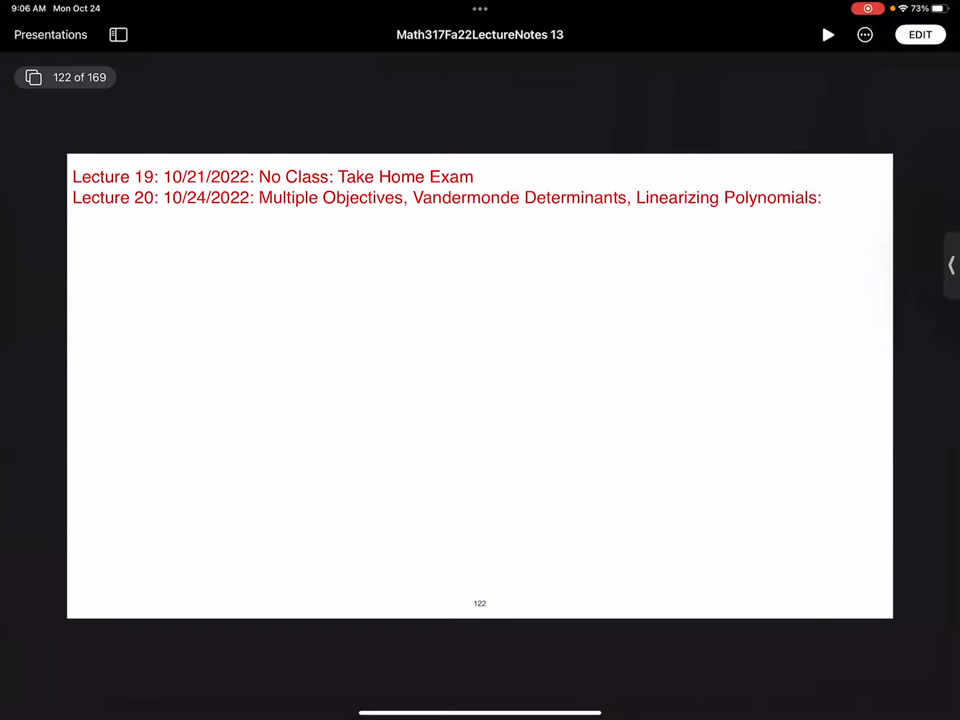 9:06 AM Mon Oct 24
73%
Presentations
Math317Fa22LectureNotes 13
EDIT
122 of 169
Lecture 19: 10/21/2022: No Class: Take Home Exam
Lecture 20: 10/24/2022: Multiple Objectives, Vandermonde Determinants, Linearizing Polynomials:
122